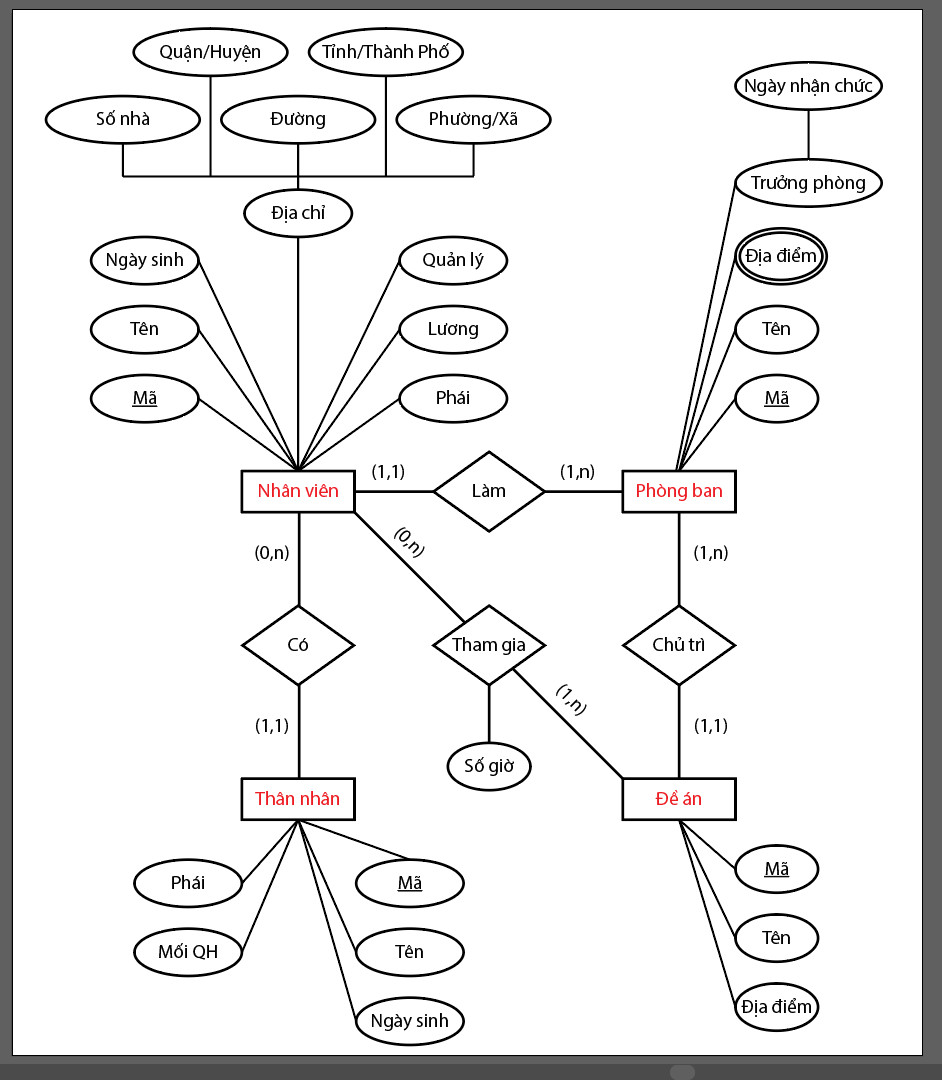 Quận/Huyện
Tỉnh/Thành Phố
Số nhà
Đường
Phường/Xã
Địa chỉ
Ngày nhận chức
Trưởng phòng
Ngày sinh
Quản lý
Địa điểm
Tên
Lương
Tên
Mã
Phái
Mã
Nhân viên
(1,1)
Làm
(1,n)
Phòng ban
(0,n)
(0,n)
(1,n)
Có
Tham gia
Chủ trì
(1,1)
(1,n)
(1,1)
Số giờ
Thân nhân
Đề án
Phái
Mã
Mã
Mối QH
Tên
Tên
Ngày sinh
Địa điểm